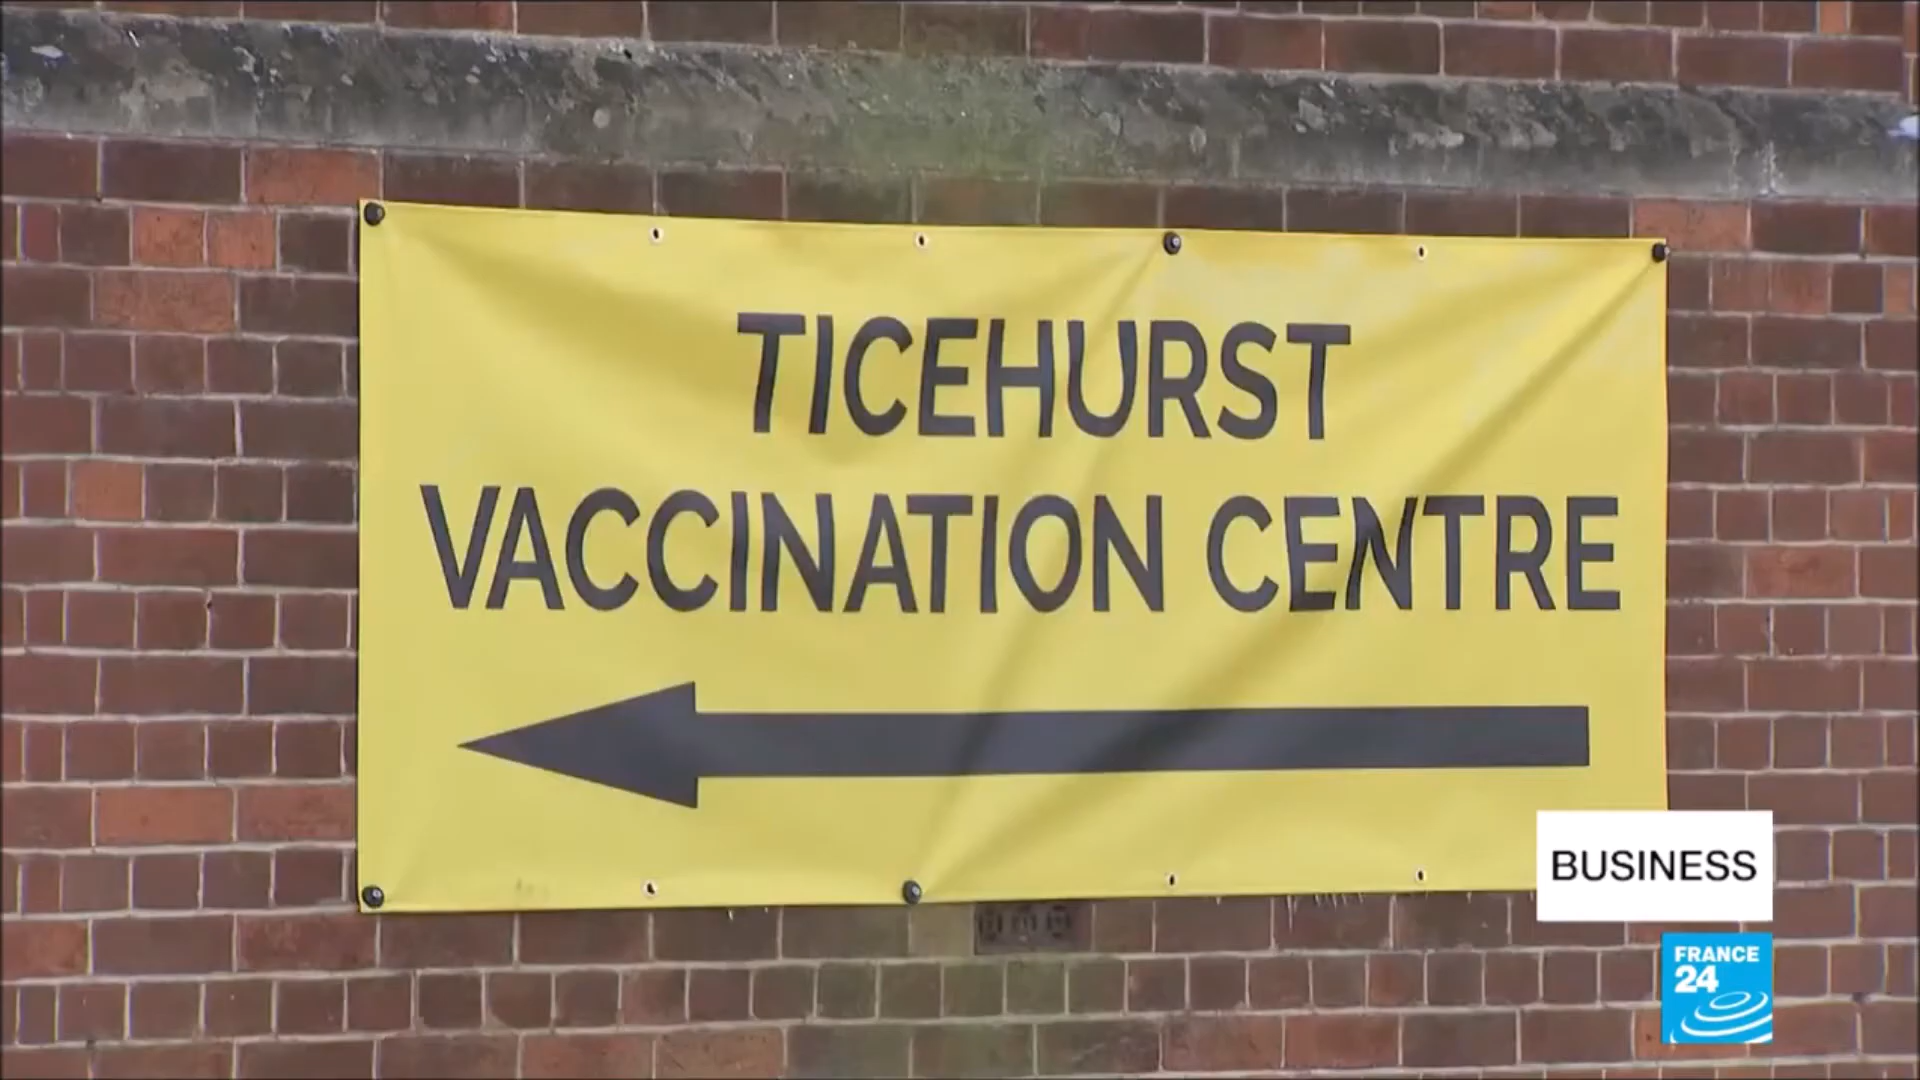 TICEHURST
VACCINATION CENTRE
BUSINESS
FRANCE
24